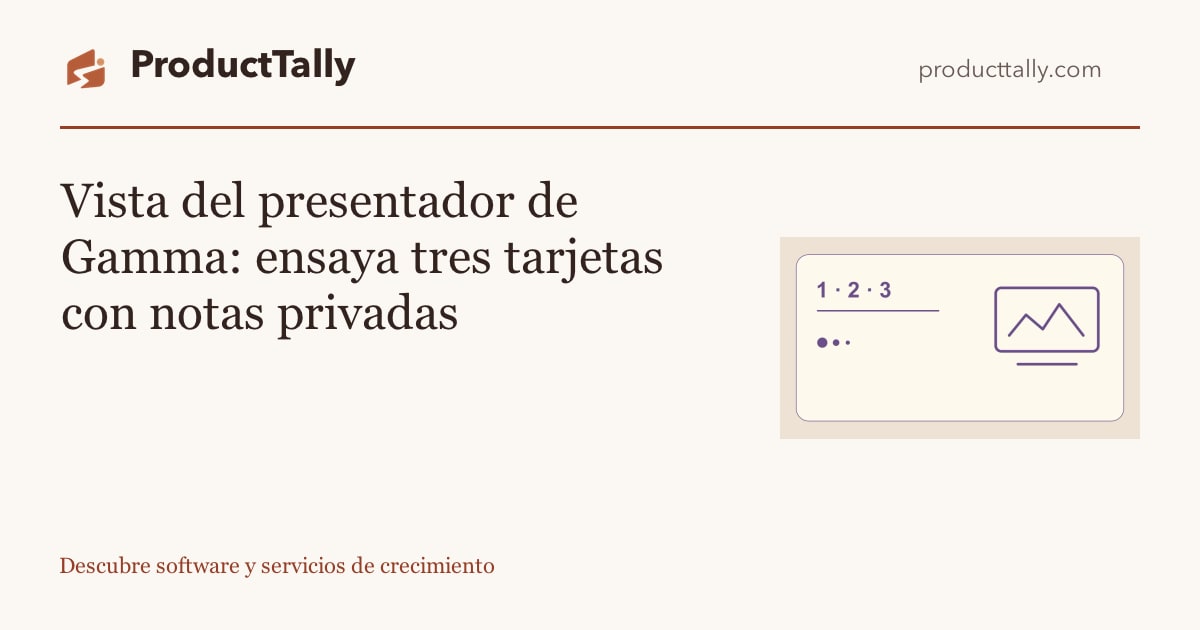 ProductTally
producttally.com
Vista del presentador de
Gamma: ensaya tres tarjetas
con notas privadas
1 · 2 · 3
Descubre software y servicios de crecimiento